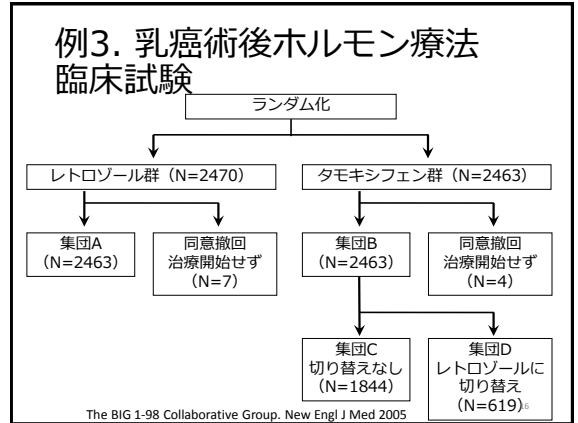 例3. 乳癌術後ホルモン療法
臨床試験
ランダム化
レトロゾール群（N=2470）
タモキシフェン群（N=2463）
集団A
（N=2463）
同意撤回
治療開始せず
（N=7）
集団B
（N=2463）
同意撤回
治療開始せず
（N=4）
集団C
切り替えなし
（N=1844）
集団D
レトロゾールに
切り替え
（N=619）
The BIG 1-98 Collaborative Group. New Engl J Med 2005
16